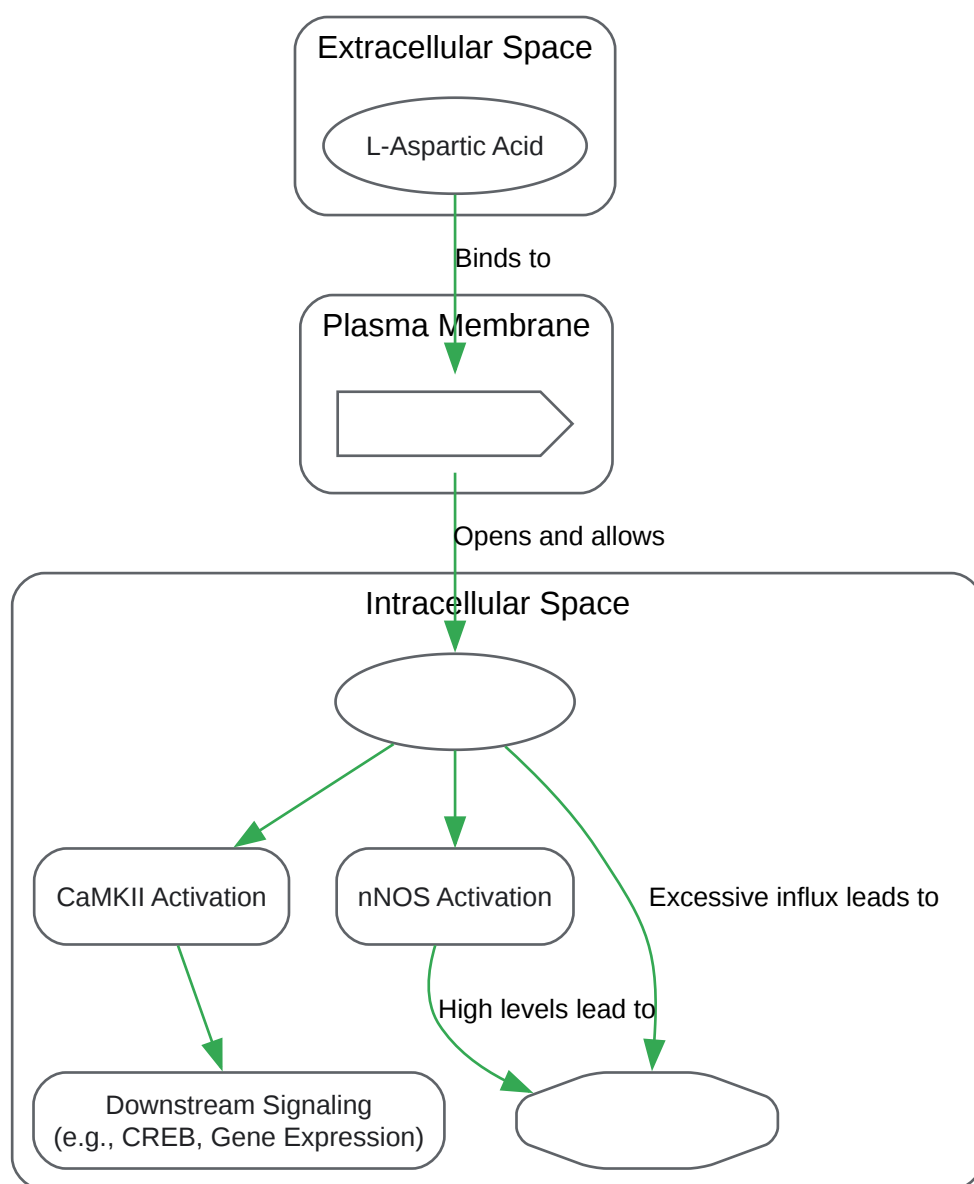 Extracellular Space
L-Aspartic Acid
Binds to
Plasma Membrane
Opens and allows
Intracellular Space
CaMKII Activation
nNOS Activation
Excessive influx leads to
High levels lead to
Downstream Signaling
(e.g., CREB, Gene Expression)